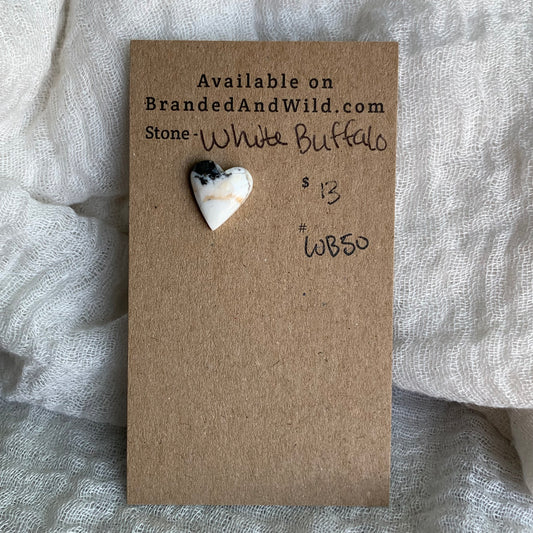 Available on
BrandedAndWild.com
Stone - White Buffalo
$ 13
# WB50